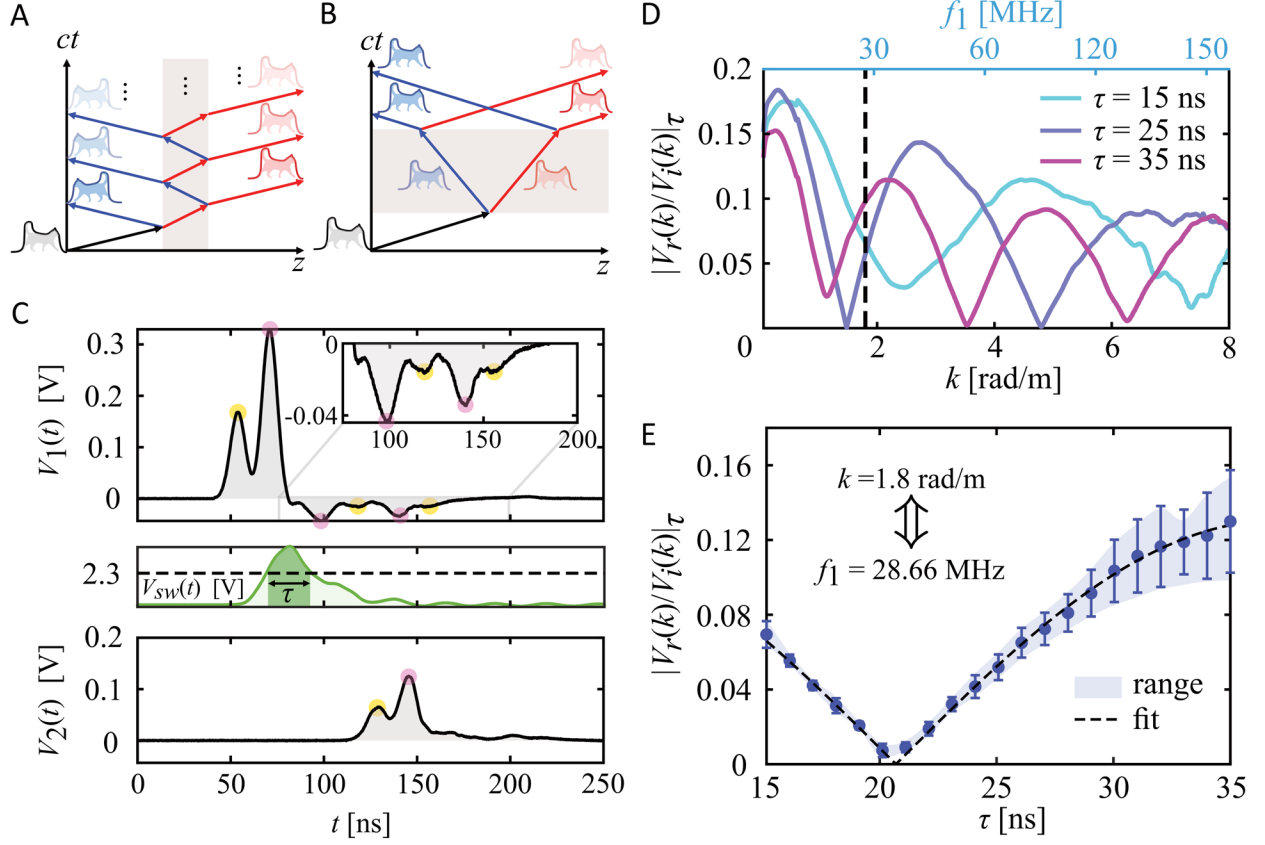 A
ct
z
B
ct
z
C
V1(t) [V]
0.3
0.2
0.1
0
0
-0.04
100
150
200
2.3
Vsw(t) [V]
τ
V2(t) [V]
0.2
0.1
0
0
50
100
150
200
250
t [ns]
D
f1 [MHz]
30
60
120
150
|Vr(k)/Vi(k)|τ
0.2
0.15
0.1
0.05
0
τ = 15 ns
τ = 25 ns
τ = 35 ns
2
4
6
8
k [rad/m]
E
|Vr(k)/Vi(k)|τ
0.16
0.12
0.08
0.04
0
k=1.8 rad/m
f1 = 28.66 MHz
range
fit
15
20
25
30
35
τ [ns]